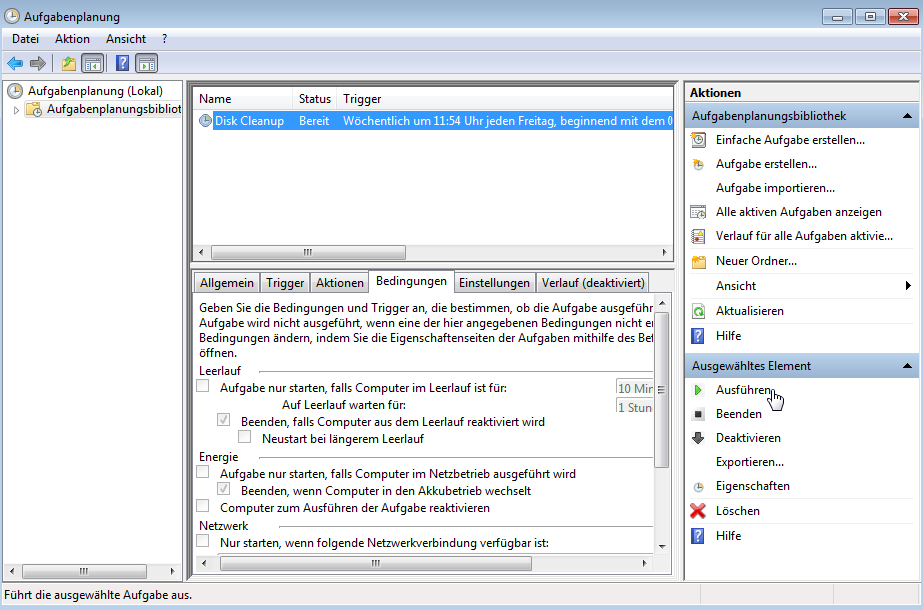 Aufgabenplanung
Datei Aktion Ansicht ?
Aufgabenplanung (Lokal)
Aufgabenplanungsbibliot
Name Status Trigger
Disk Cleanup Bereit Wöchentlich um 11:54 Uhr jeden Freitag, beginnend mit dem 0
Allgemein Trigger Aktionen Bedingungen Einstellungen Verlauf (deaktiviert)
Geben Sie die Bedingungen und Trigger an, die bestimmen, ob die Aufgabe ausgeführ
Aufgabe wird nicht ausgeführt, wenn eine der hier angegebenen Bedingungen nicht er
Bedingungen ändern, indem Sie die Eigenschaftenseiten der Aufgaben mithilfe des Bef
öffnen.
Leerlauf
Aufgabe nur starten, falls Computer im Leerlauf ist für: 10 Min
Auf Leerlauf warten für: 1 Stun
Beenden, falls Computer aus dem Leerlauf reaktiviert wird
Neustart bei längerem Leerlauf
Energie
Aufgabe nur starten, falls Computer im Netzbetrieb ausgeführt wird
Beenden, wenn Computer in den Akkubetrieb wechselt
Computer zum Ausführen der Aufgabe reaktivieren
Netzwerk
Nur starten, wenn folgende Netzwerkverbindung verfügbar ist:
Aktionen
Aufgabenplanungsbibliothek
Einfache Aufgabe erstellen...
Aufgabe erstellen...
Aufgabe importieren...
Alle aktiven Aufgaben anzeigen
Verlauf für alle Aufgaben aktivie...
Neuer Ordner...
Ansicht
Aktualisieren
Hilfe
Ausgewähltes Element
Ausführen
Beenden
Deaktivieren
Exportieren...
Eigenschaften
Löschen
Hilfe
Führt die ausgewählte Aufgabe aus.